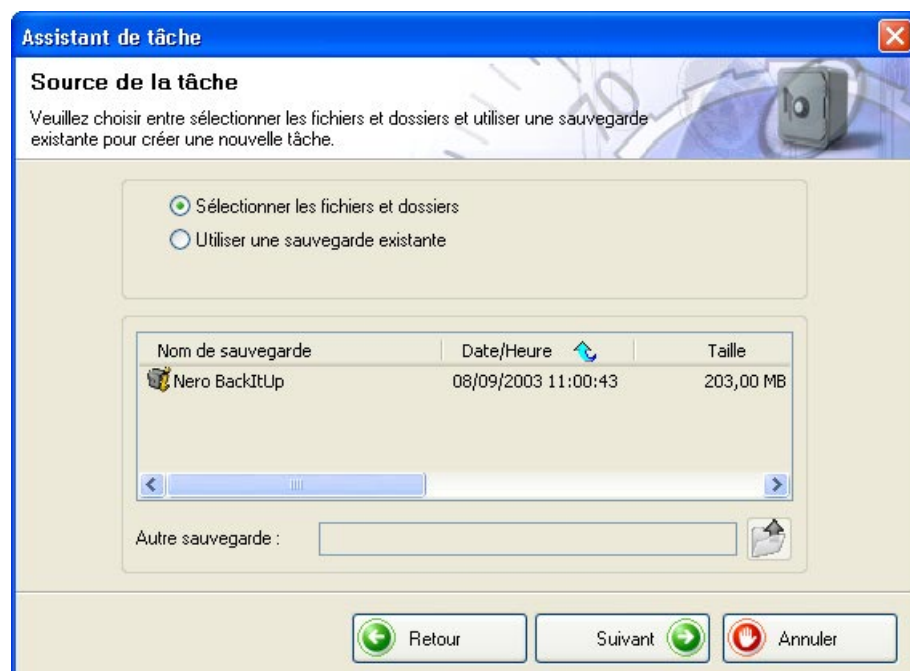 Assistant de tâche
Source de la tâche
Veuillez choisir entre sélectionner les fichiers et dossiers et utiliser une sauvegarde
existante pour créer une nouvelle tâche.
70
Sélectionner les fichiers et dossiers
Utiliser une sauvegarde existante
Nom de sauvegarde Date/Heure Taille
Nero BackItUp 08/09/2003 11:00:43 203,00 MB
Autre sauvegarde :
Retour Suivant Annuler